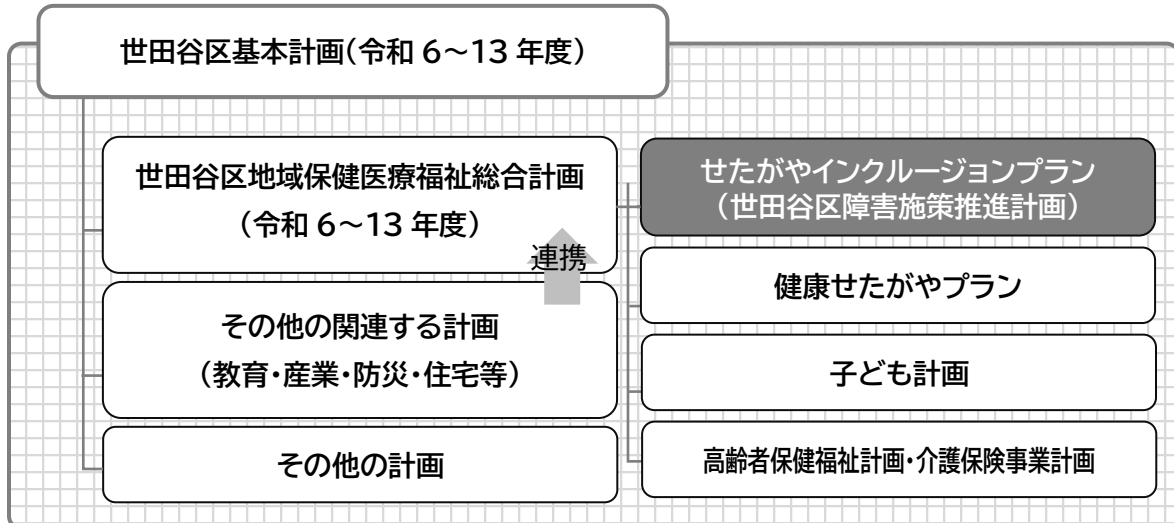 世田谷区基本計画(令和 6～13 年度)
世田谷区地域保健医療福祉総合計画
(令和 6～13 年度)
連携
その他の関連する計画
(教育・産業・防災・住宅等)
その他の計画
せたがやインクルージョンプラン
(世田谷区障害施策推進計画)
健康せたがやプラン
子ども計画
高齢者保健福祉計画・介護保険事業計画